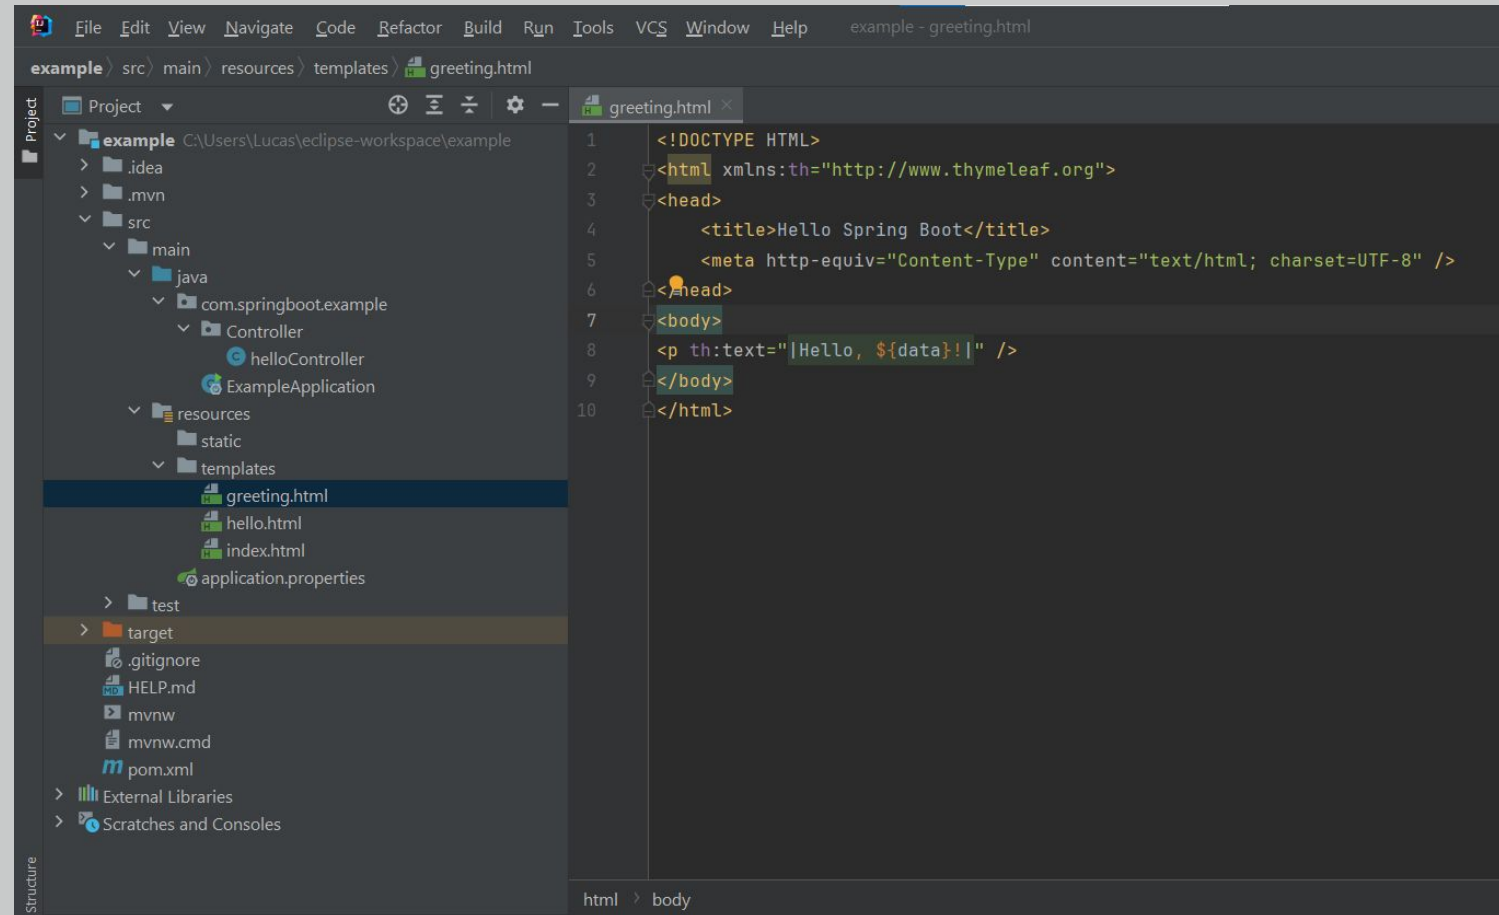 File Edit View Navigate Code Refactor Build Run Tools VCS Window Help example - greeting.html
example src main resources templates greeting.html
Project
Project
example C:\Users\Lucas\eclipse-workspace\example
.idea
.mvn
src
main
java
com.springboot.example
Controller
helloController
ExampleApplication
resources
static
templates
greeting.html
hello.html
index.html
application.properties
test
target
.gitignore
HELP.md
mvnw
mvnw.cmd
pom.xml
External Libraries
Scratches and Consoles
Structure
greeting.html
1 <!DOCTYPE HTML>
2 <html xmlns:th="http://www.thymeleaf.org">
3 <head>
4 <title>Hello Spring Boot</title>
5 <meta http-equiv="Content-Type" content="text/html; charset=UTF-8" />
6 </head>
7 <body>
8 <p th:text="|Hello, ${data}!|" />
9 </body>
10 </html>
html body